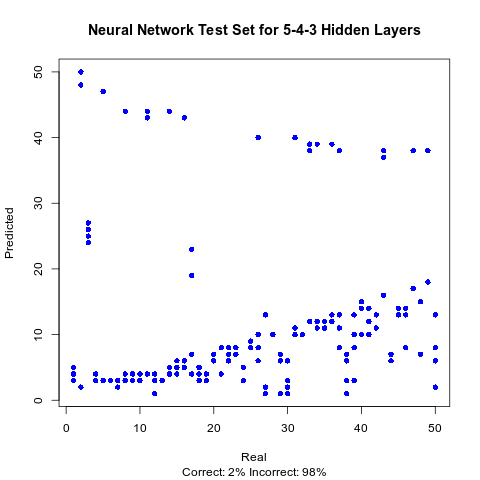 Neural Network Test Set for 5-4-3 Hidden Layers
Predicted
50
40
30
20
10
0
0 10 20 30 40 50
Real
Correct: 2% Incorrect: 98%